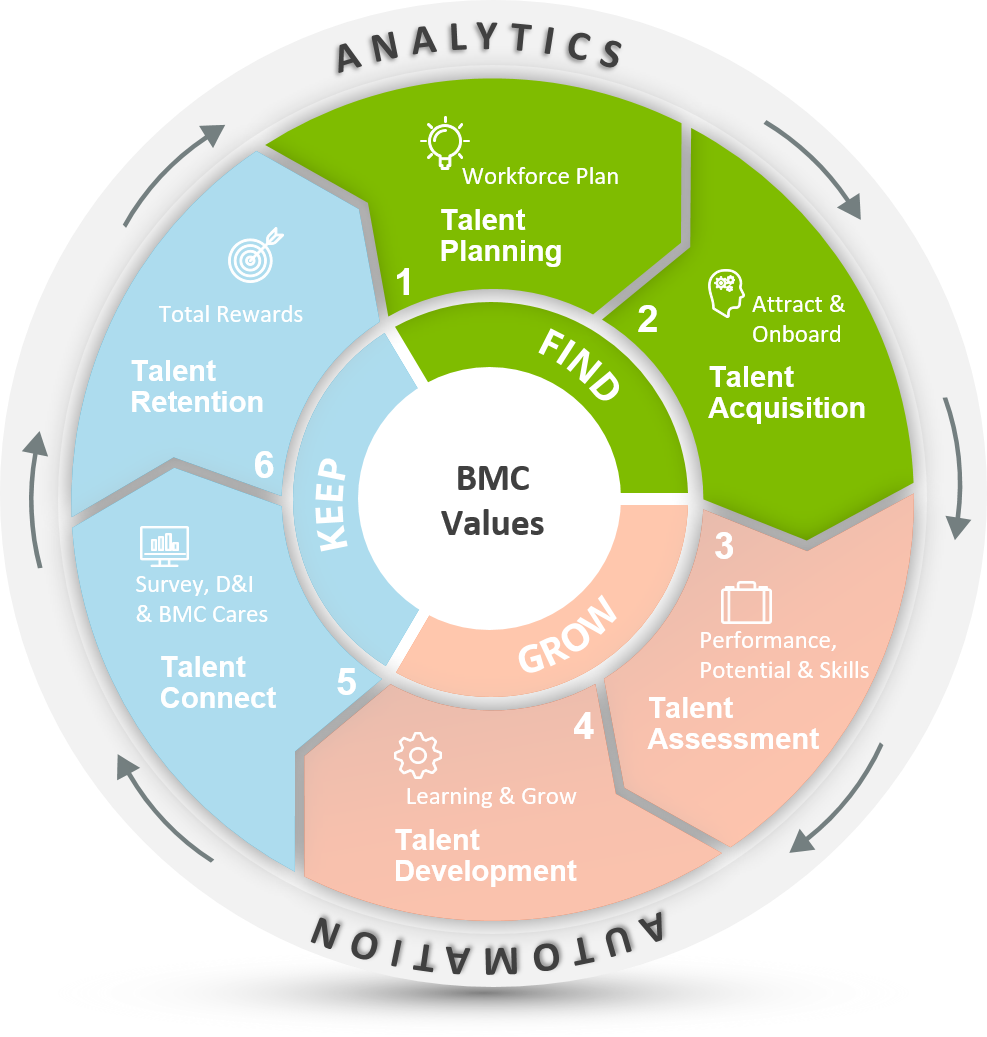 ANALYTICS
Workforce Plan
Talent
Planning
1
2
Attract &
Onboard
Talent
Acquisition
3
Performance,
Potential & Skills
Talent
Assessment
4
Learning & Grow
Talent
Development
5
Survey, D&I
& BMC Cares
Talent
Connect
6
Total Rewards
Talent
Retention
FIND
GROW
KEEP
BMC
Values
AUTOMATION